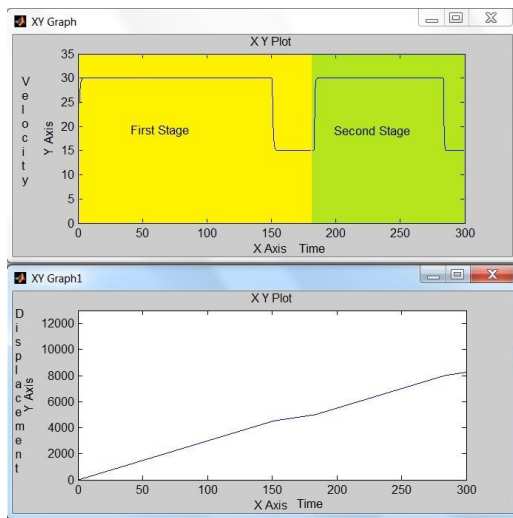 XY Graph
X Y Plot
Velocity
Y Axis
35
30
25
20
15
10
5
0
First Stage
Second Stage
0 50 100 150 200 250 300
X Axis Time
XY Graph1
X Y Plot
Displacement
Y Axis
12000
10000
8000
6000
4000
2000
0
0 50 100 150 200 250 300
X Axis Time